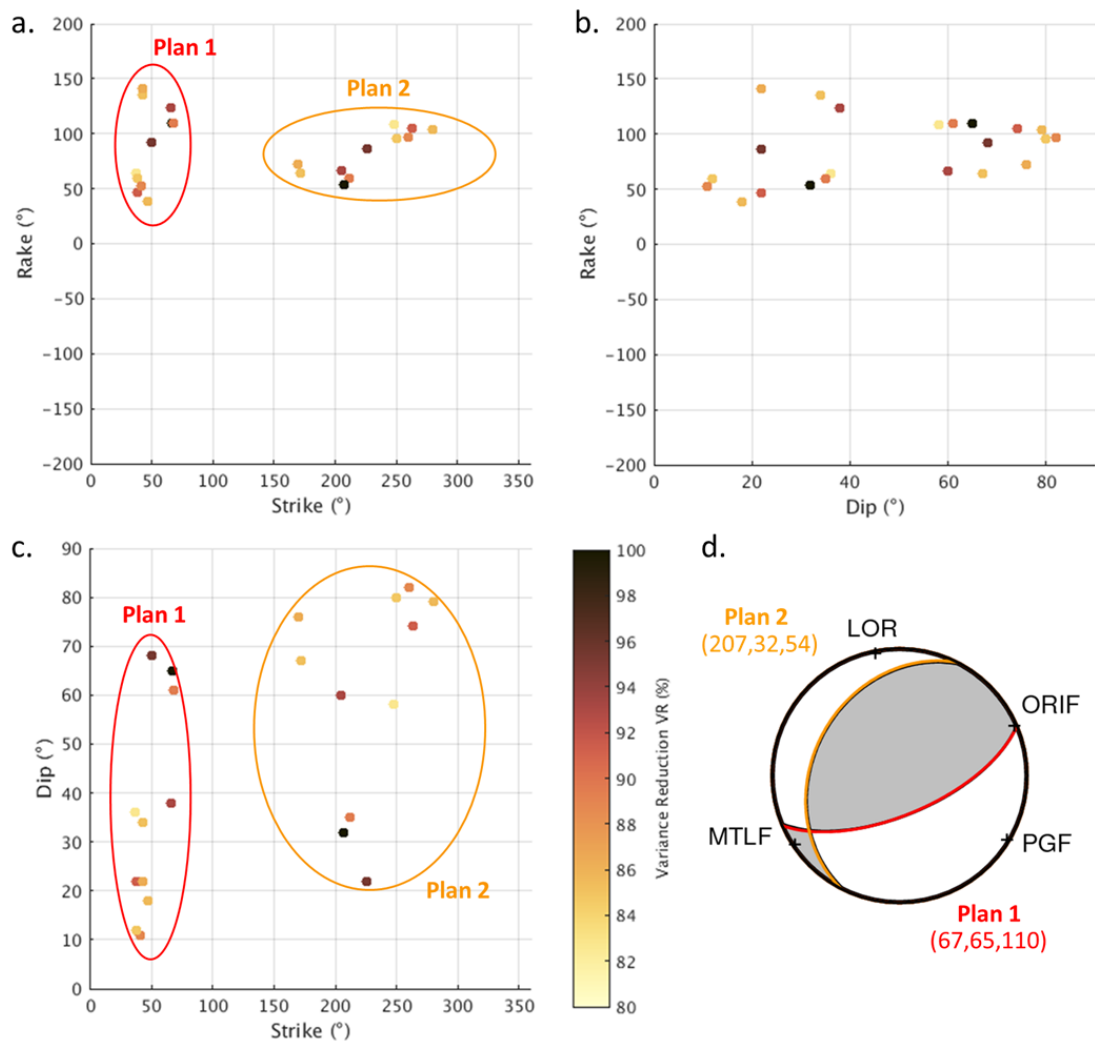 a.
200
150
100
50
0
−50
−100
−150
−200
Rake (°)
Plan 1
Plan 2
0 50 100 150 200 250 300 350
Strike (°)
b.
200
150
100
50
0
−50
−100
−150
−200
Rake (°)
0 20 40 60 80
Dip (°)
c.
90
80
70
60
50
40
30
20
10
0
Dip (°)
Plan 1
Plan 2
0 50 100 150 200 250 300 350
Strike (°)
100
98
96
94
92
90
88
86
84
82
80
Variance Reduction VR (%)
d.
Plan 2
(207,32,54)
LOR
ORIF
MTLF
PGF
Plan 1
(67,65,110)